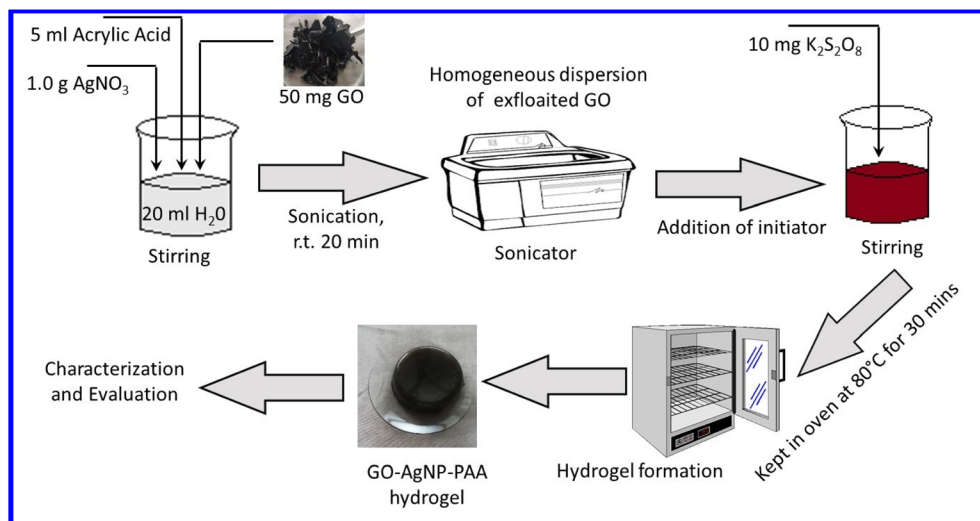 5 ml Acrylic Acid
1.0 g AgNO₃
50 mg GO
20 ml H₂0
Stirring
Sonication,
r.t. 20 min
Homogeneous dispersion
of exfloaited GO
Sonicator
Addition of initiator
10 mg K₂S₂O₈
Stirring
Kept in oven at 80°C for 30 mins
Hydrogel formation
GO-AgNP-PAA
hydrogel
Characterization
and Evaluation